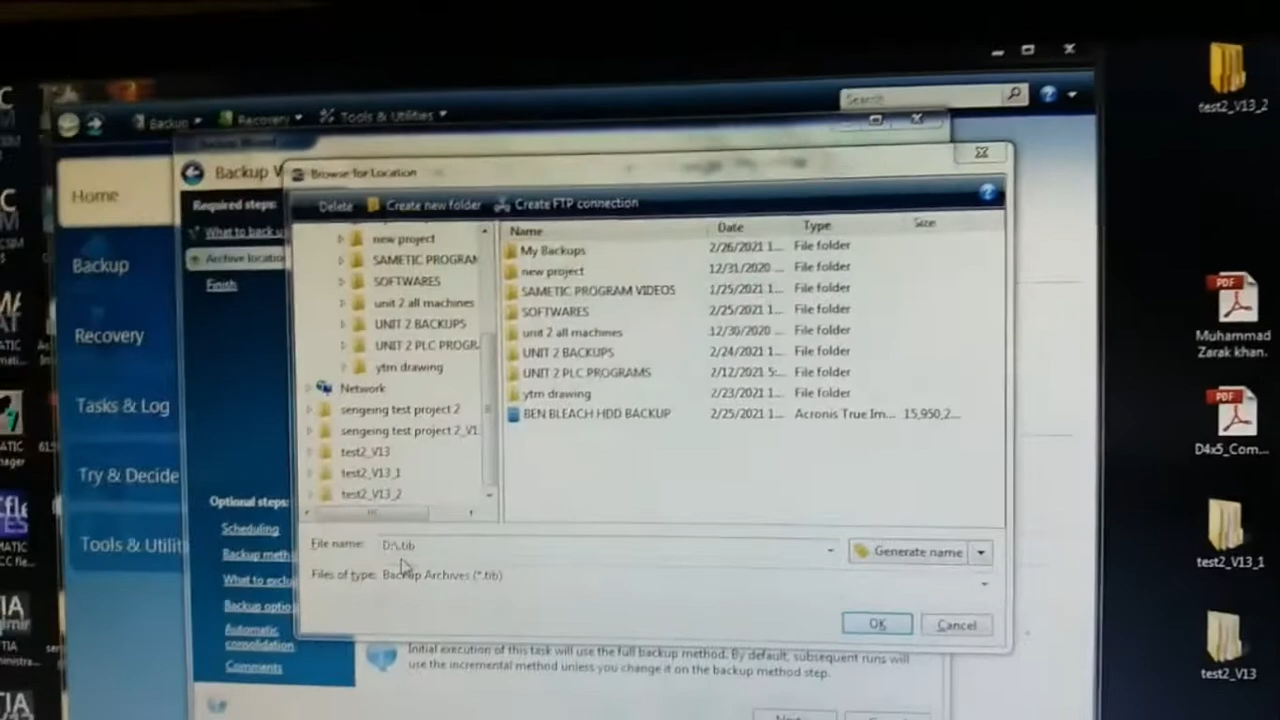 Search
Backup
Recovery
Tools & Utilities
Home
Backup
Recovery
Tasks & Log
Try & Decide
Tools & Utilit
Backup W
Required steps:
What to back u
Archive locatio
Finish
Optional steps:
Scheduling
Backup meth
What to exclu
Backup optio
Automatic
consolidation
Comments
Browse for Location
Delete
Create new folder
Create FTP connection
new project
SAMETIC PROGRAM
SOFTWARES
unit 2 all machines
UNIT 2 BACKUPS
UNIT 2 PLC PROGR
ytm drawing
Network
sengeing test project 2
sengeing test project 2_V1
test2_V13
test2_V13_1
test2_V13_2
Name Date Type Size
My Backups 2/26/2021 1... File folder
new project 12/31/2020 ... File folder
SAMETIC PROGRAM VIDEOS 1/25/2021 1... File folder
SOFTWARES 2/25/2021 1... File folder
unit 2 all machines 12/30/2020 ... File folder
UNIT 2 BACKUPS 2/24/2021 1... File folder
UNIT 2 PLC PROGRAMS 2/12/2021 5:... File folder
ytm drawing 2/23/2021 1... File folder
BEN BLEACH HDD BACKUP 2/25/2021 1... Acronis True Im... 15,950,2...
File name: D:\.tib
Generate name
Files of type: Backup Archives (*.tib)
OK
Cancel
Initial execution of this task will use the full backup method. By default, subsequent runs will
use the incremental method unless you change it on the backup method step.
test2_V13_2
PDF
Muhammad
Zarak khan.
PDF
D4x5_Com...
test2_V13_1
test2_V13